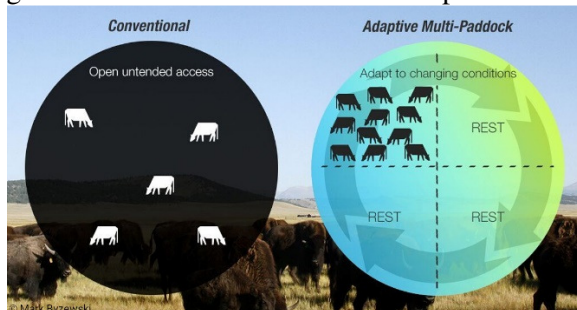 Conventional
Adaptive Multi-Paddock
Open untended access
Adapt to changing conditions
REST
REST
REST
© Mark Byzewski